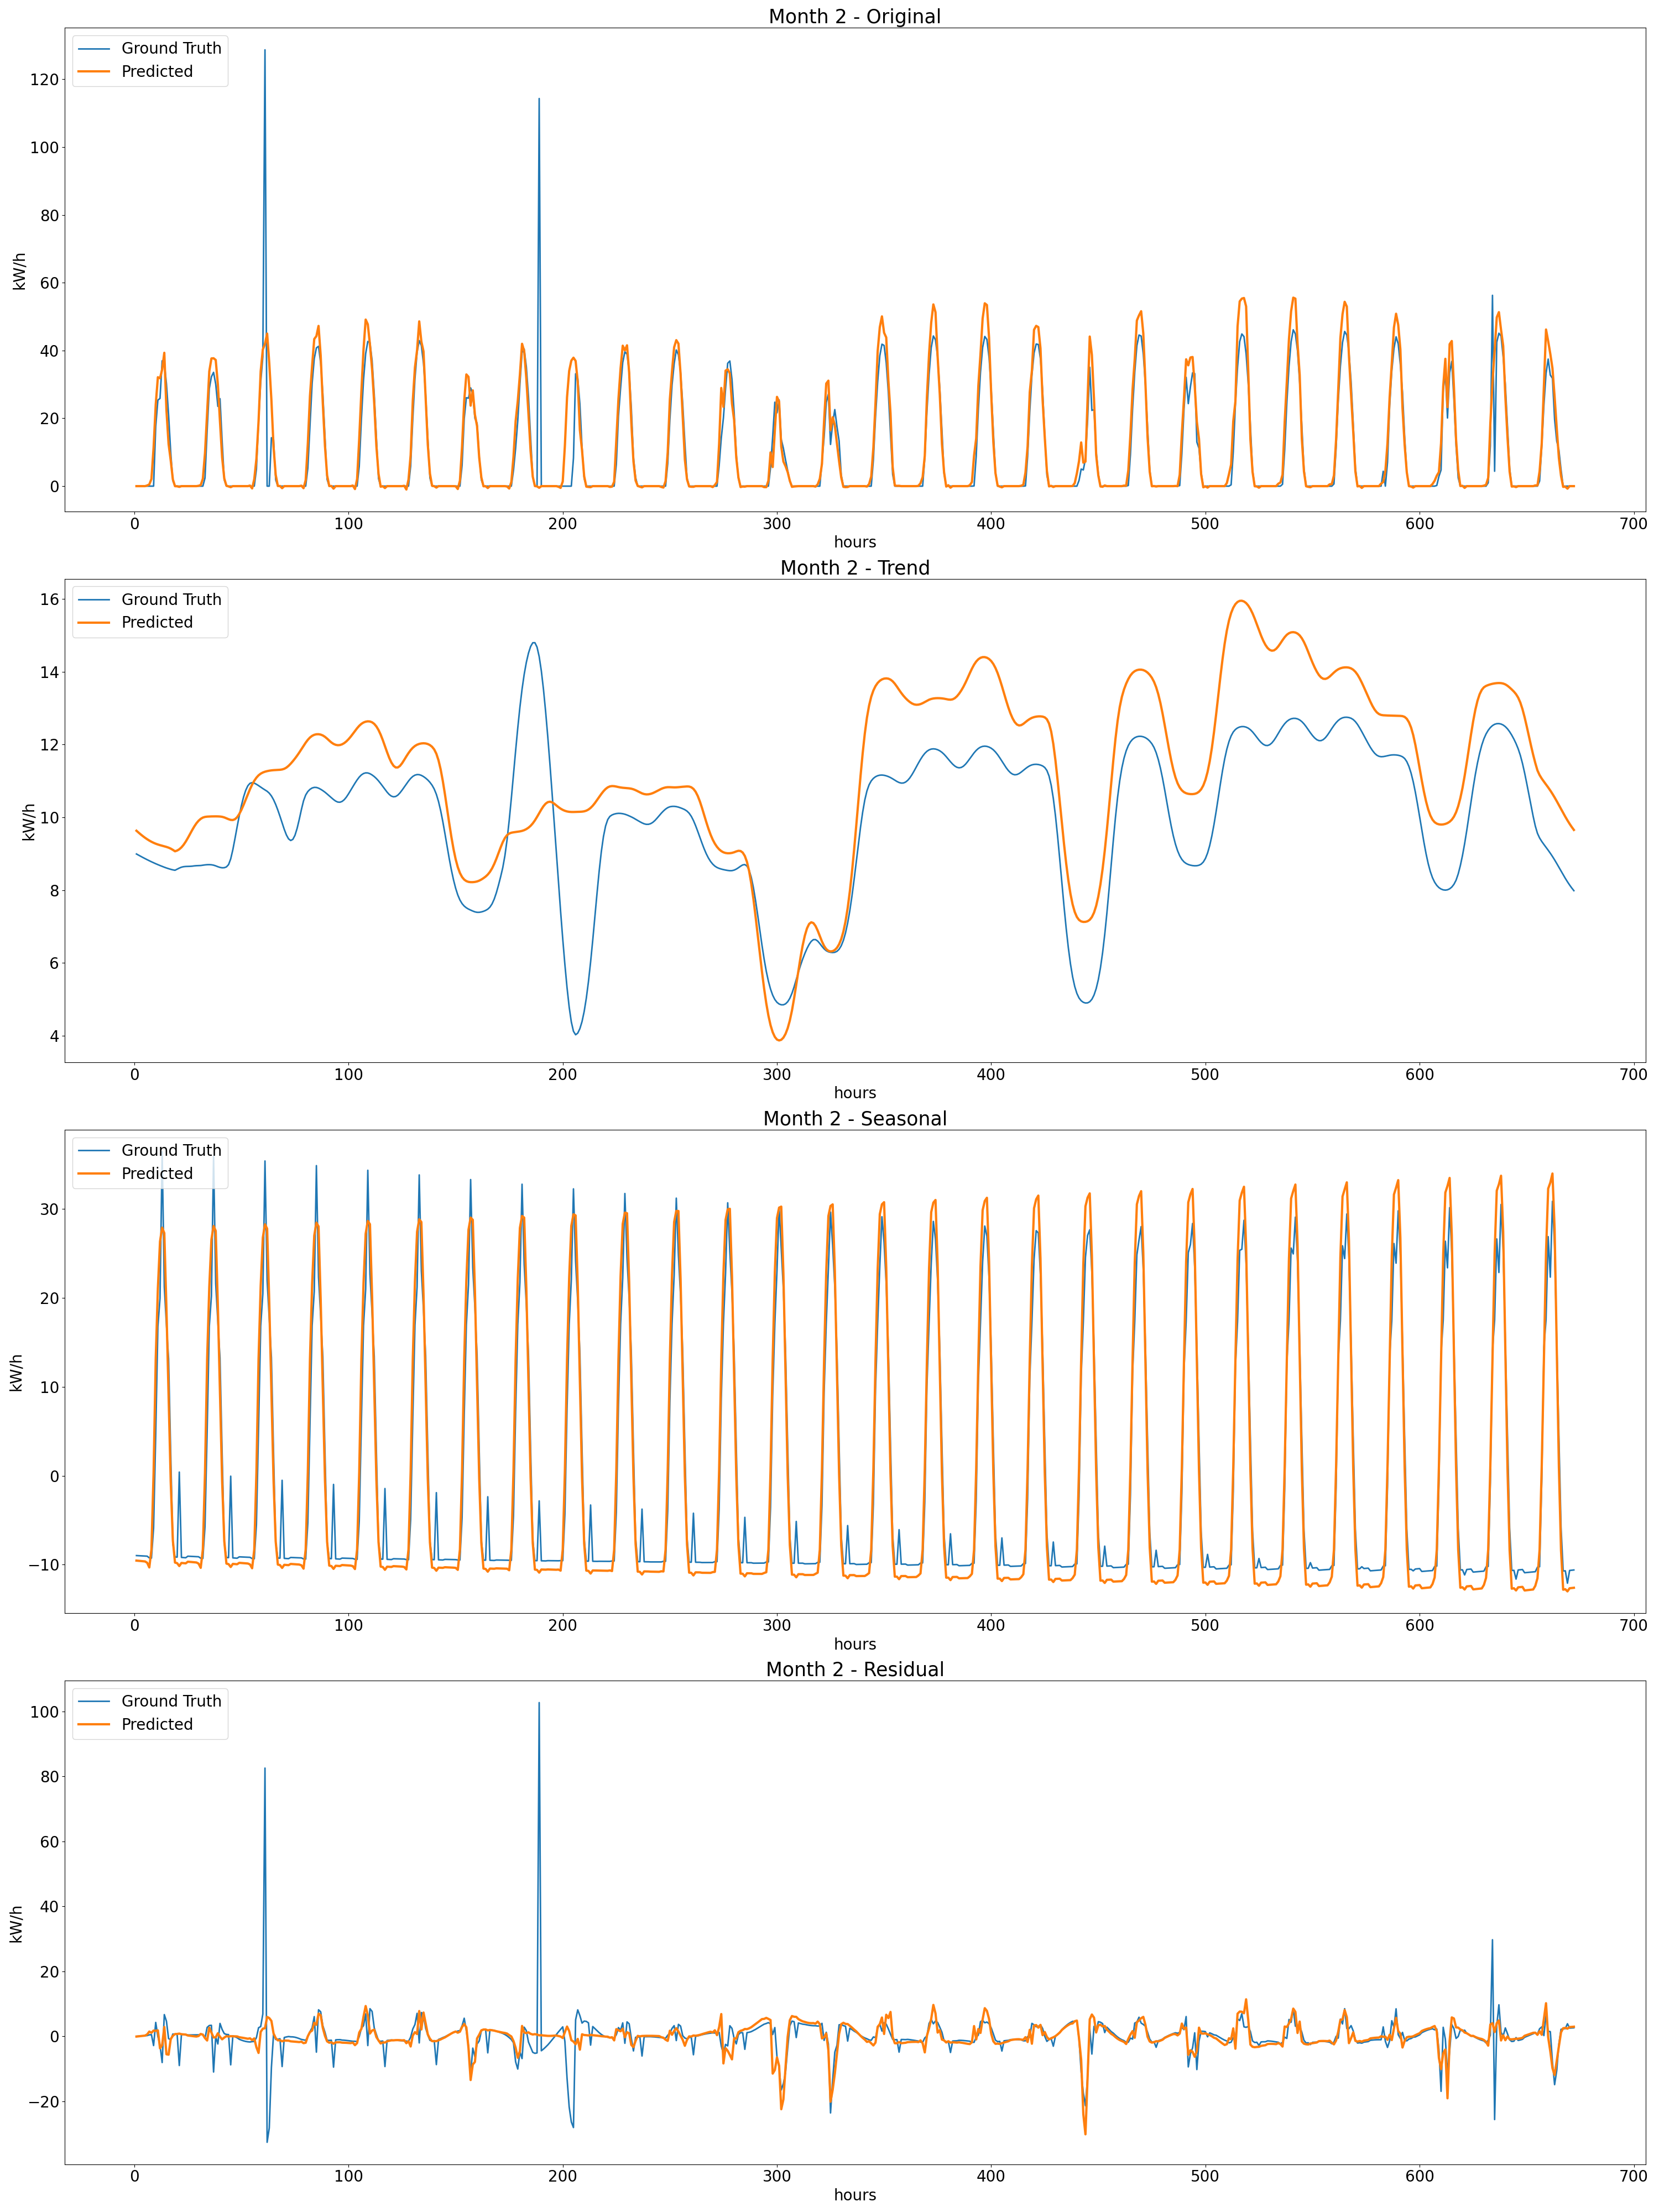 Month 2 - Original
Ground Truth
Predicted
120
100
80
60
40
20
0
kW/h
0 100 200 300 400 500 600 700
hours
Month 2 - Trend
Ground Truth
Predicted
16
14
12
10
8
6
4
kW/h
0 100 200 300 400 500 600 700
hours
Month 2 - Seasonal
Ground Truth
Predicted
30
20
10
0
−10
kW/h
0 100 200 300 400 500 600 700
hours
Month 2 - Residual
Ground Truth
Predicted
100
80
60
40
20
0
−20
kW/h
0 100 200 300 400 500 600 700
hours